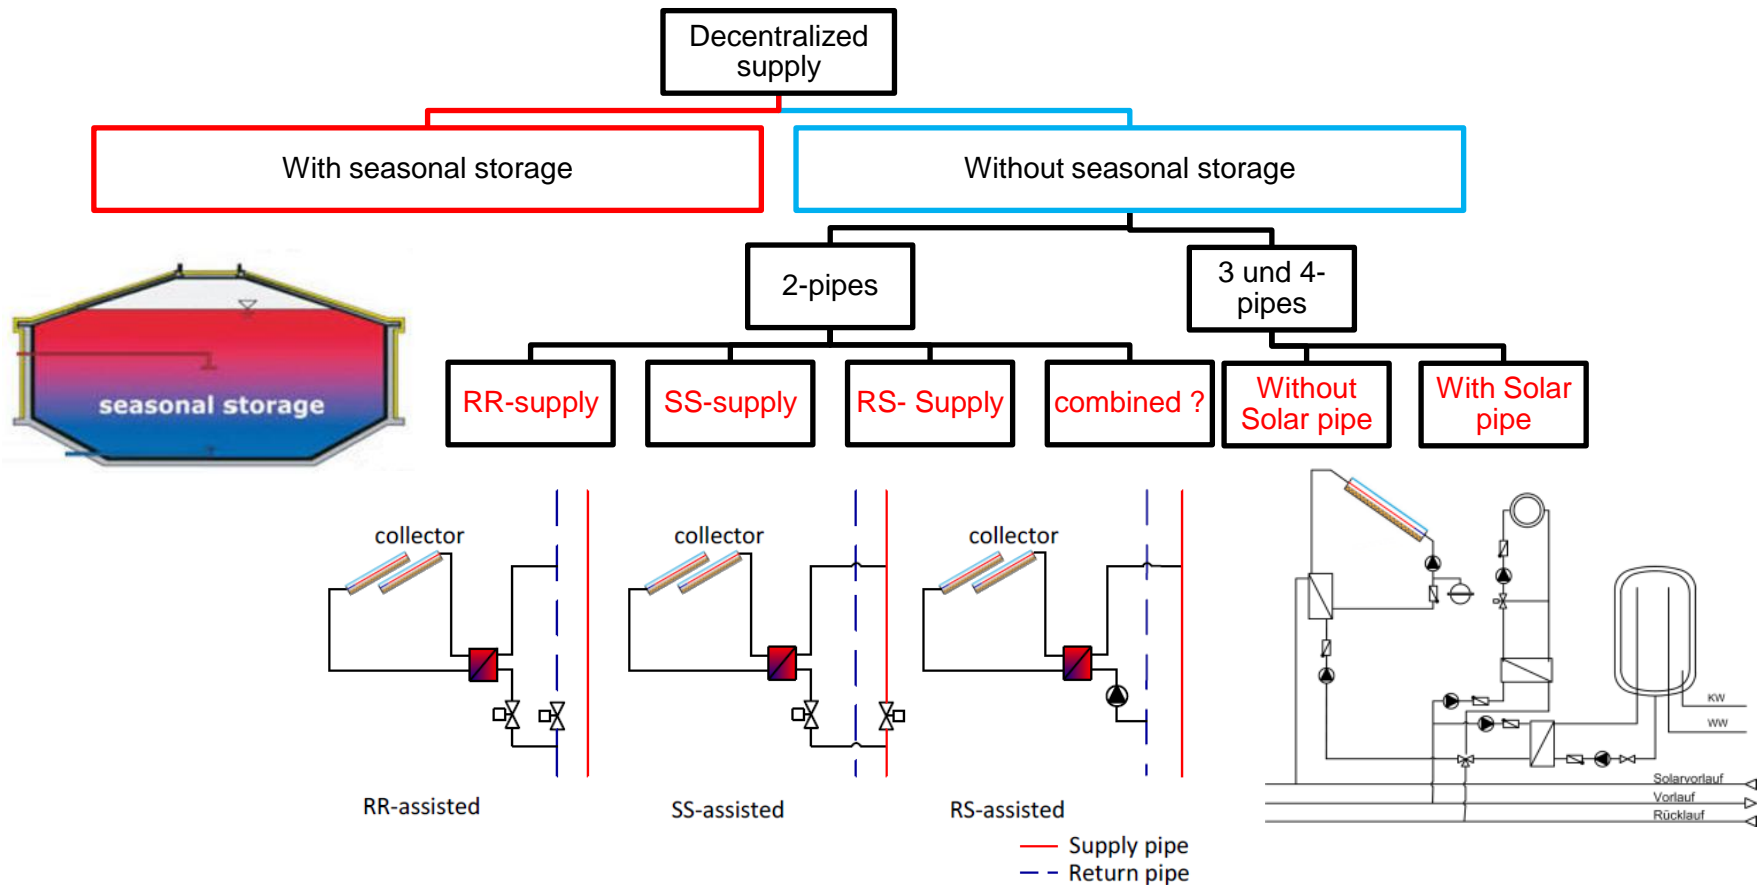 Decentralized
supply
With seasonal storage
Without seasonal storage
2-pipes
3 und 4-
pipes
RR-supply
SS-supply
RS- Supply
combined ?
Without
Solar pipe
With Solar
pipe
seasonal storage
collector
collector
collector
KW
WW
Solarvorlauf
Vorlauf
Rücklauf
RR-assisted
SS-assisted
RS-assisted
Supply pipe
Return pipe